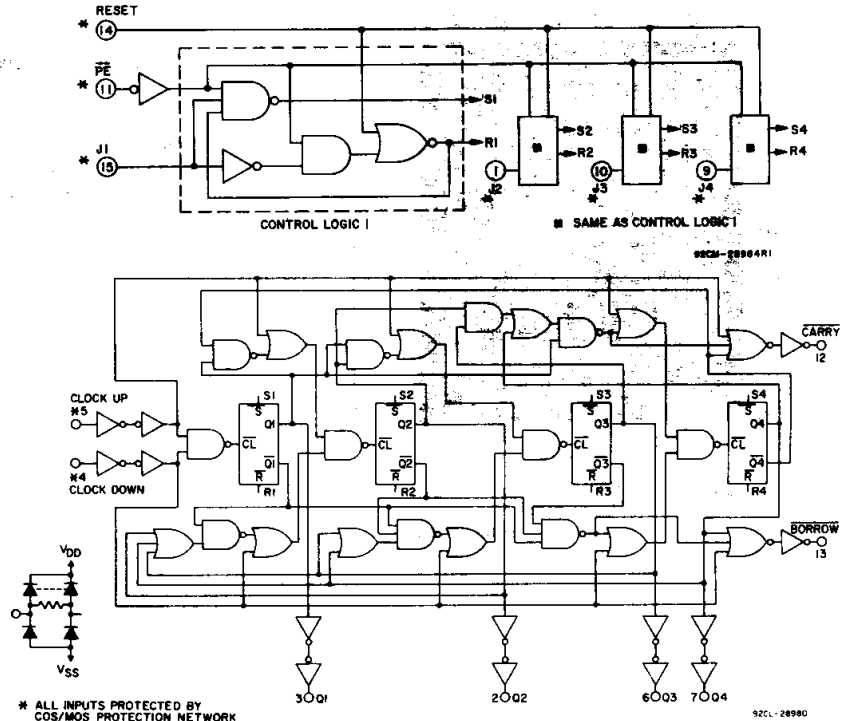 RESET
* 14
PE
* 11
J1
* 15
S1
R1
CONTROL LOGIC 1
S2
R2
1
J2
*
S3
R3
10
J3
*
S4
R4
9
J4
*
■ SAME AS CONTROL LOGIC 1
92CM-28964R1
CARRY
12
CLOCK UP
*5
*4
CLOCK DOWN
S1
S
Q1
CL
Q1
R
R1
S2
S
Q2
CL
Q2
R
R2
S3
S
Q3
CL
Q3
R
R3
S4
S
Q4
CL
Q4
R
R4
BORROW
13
VDD
VSS
3 Q1
2 Q2
6 Q3
7 Q4
* ALL INPUTS PROTECTED BY
COS/MOS PROTECTION NETWORK
92CL-28980